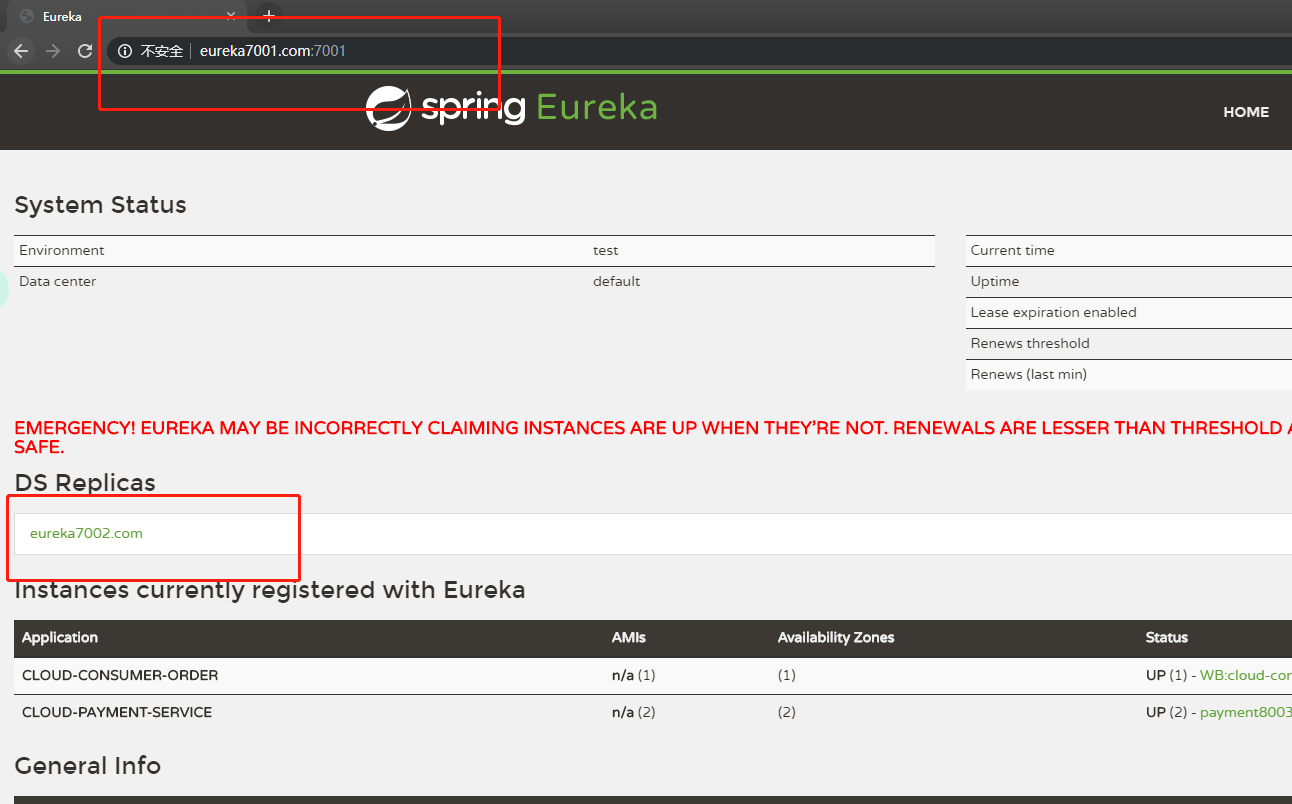 Eureka
不安全 eureka7001.com:7001
spring Eureka
HOME
System Status
Environment test
Data center default
Current time
Uptime
Lease expiration enabled
Renews threshold
Renews (last min)
EMERGENCY! EUREKA MAY BE INCORRECTLY CLAIMING INSTANCES ARE UP WHEN THEY'RE NOT. RENEWALS ARE LESSER THAN THRESHOLD
SAFE.
DS Replicas
eureka7002.com
Instances currently registered with Eureka
Application AMIs Availability Zones Status
CLOUD-CONSUMER-ORDER n/a (1) (1) UP (1) - WB:cloud-cor
CLOUD-PAYMENT-SERVICE n/a (2) (2) UP (2) - payment8003
General Info